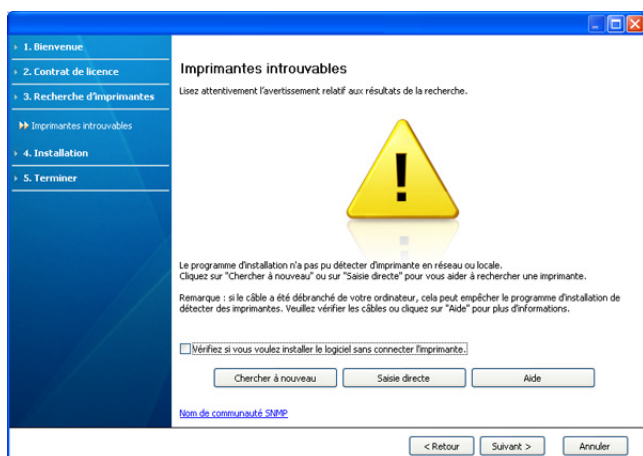 1. Bienvenue
2. Contrat de licence
3. Recherche d'imprimantes
Imprimantes introuvables
4. Installation
5. Terminer
Imprimantes introuvables
Lisez attentivement l'avertissement relatif aux résultats de la recherche.
Le programme d'installation n'a pas pu détecter d'imprimante en réseau ou locale.
Cliquez sur "Chercher à nouveau" ou sur "Saisie directe" pour vous aider à rechercher une imprimante.
Remarque : si le câble a été débranché de votre ordinateur, cela peut empêcher le programme d'installation de
détecter des imprimantes. Veuillez vérifier les câbles ou cliquez sur "Aide" pour plus d'informations.
Vérifiez si vous voulez installer le logiciel sans connecter l'imprimante.
Chercher à nouveau Saisie directe Aide
Nom de communauté SNMP
< Retour Suivant > Annuler